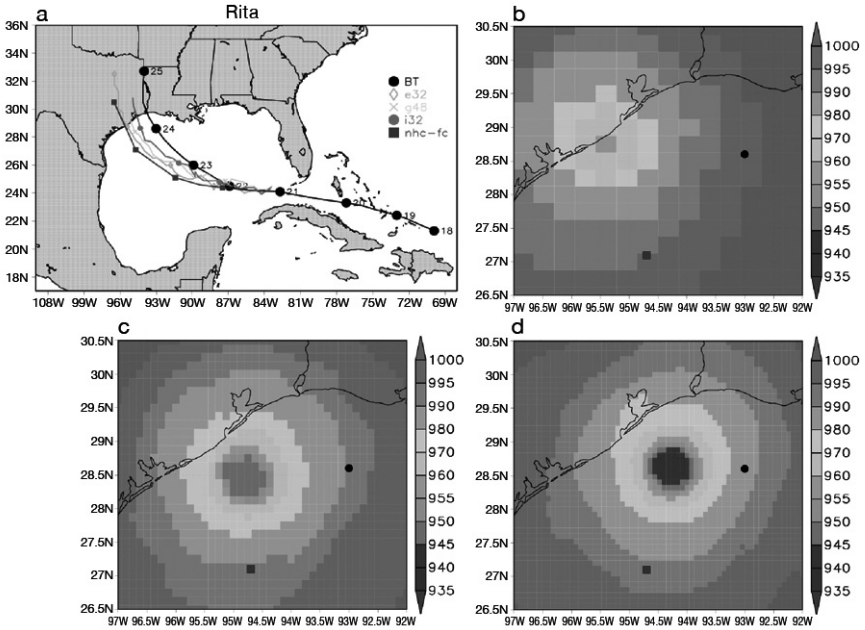 Rita
a
36N
34N
32N
30N
28N
26N
24N
22N
20N
18N
108W 99W 96W 93W 90W 87W 84W 78W 75W 72W 69W
BT
e32
g48
i32
nhc-fc
25
24
23
22
21
20
19
18
b
30.5N
30N
29.5N
29N
28.5N
28N
27.5N
27N
26.5N
97W 96.5W 96W 95.5W 95W 94.5W 94W 93.5W 93W 92.5W 92W
1000
995
990
980
970
960
955
950
945
940
935
c
30.5N
30N
29.5N
29N
28.5N
28N
27.5N
27N
26.5N
97W 96.5W 96W 95.5W 95W 94.5W 94W 93.5W 93W 92.5W 92W
1000
995
990
980
970
960
955
950
945
940
935
d
30.5N
30N
29.5N
29N
28.5N
28N
27.5N
27N
26.5N
97W 96.5W 96W 95.5W 95W 94.5W 94W 93.5W 93W 92.5W 92W
1000
995
990
980
970
960
955
950
945
940
935